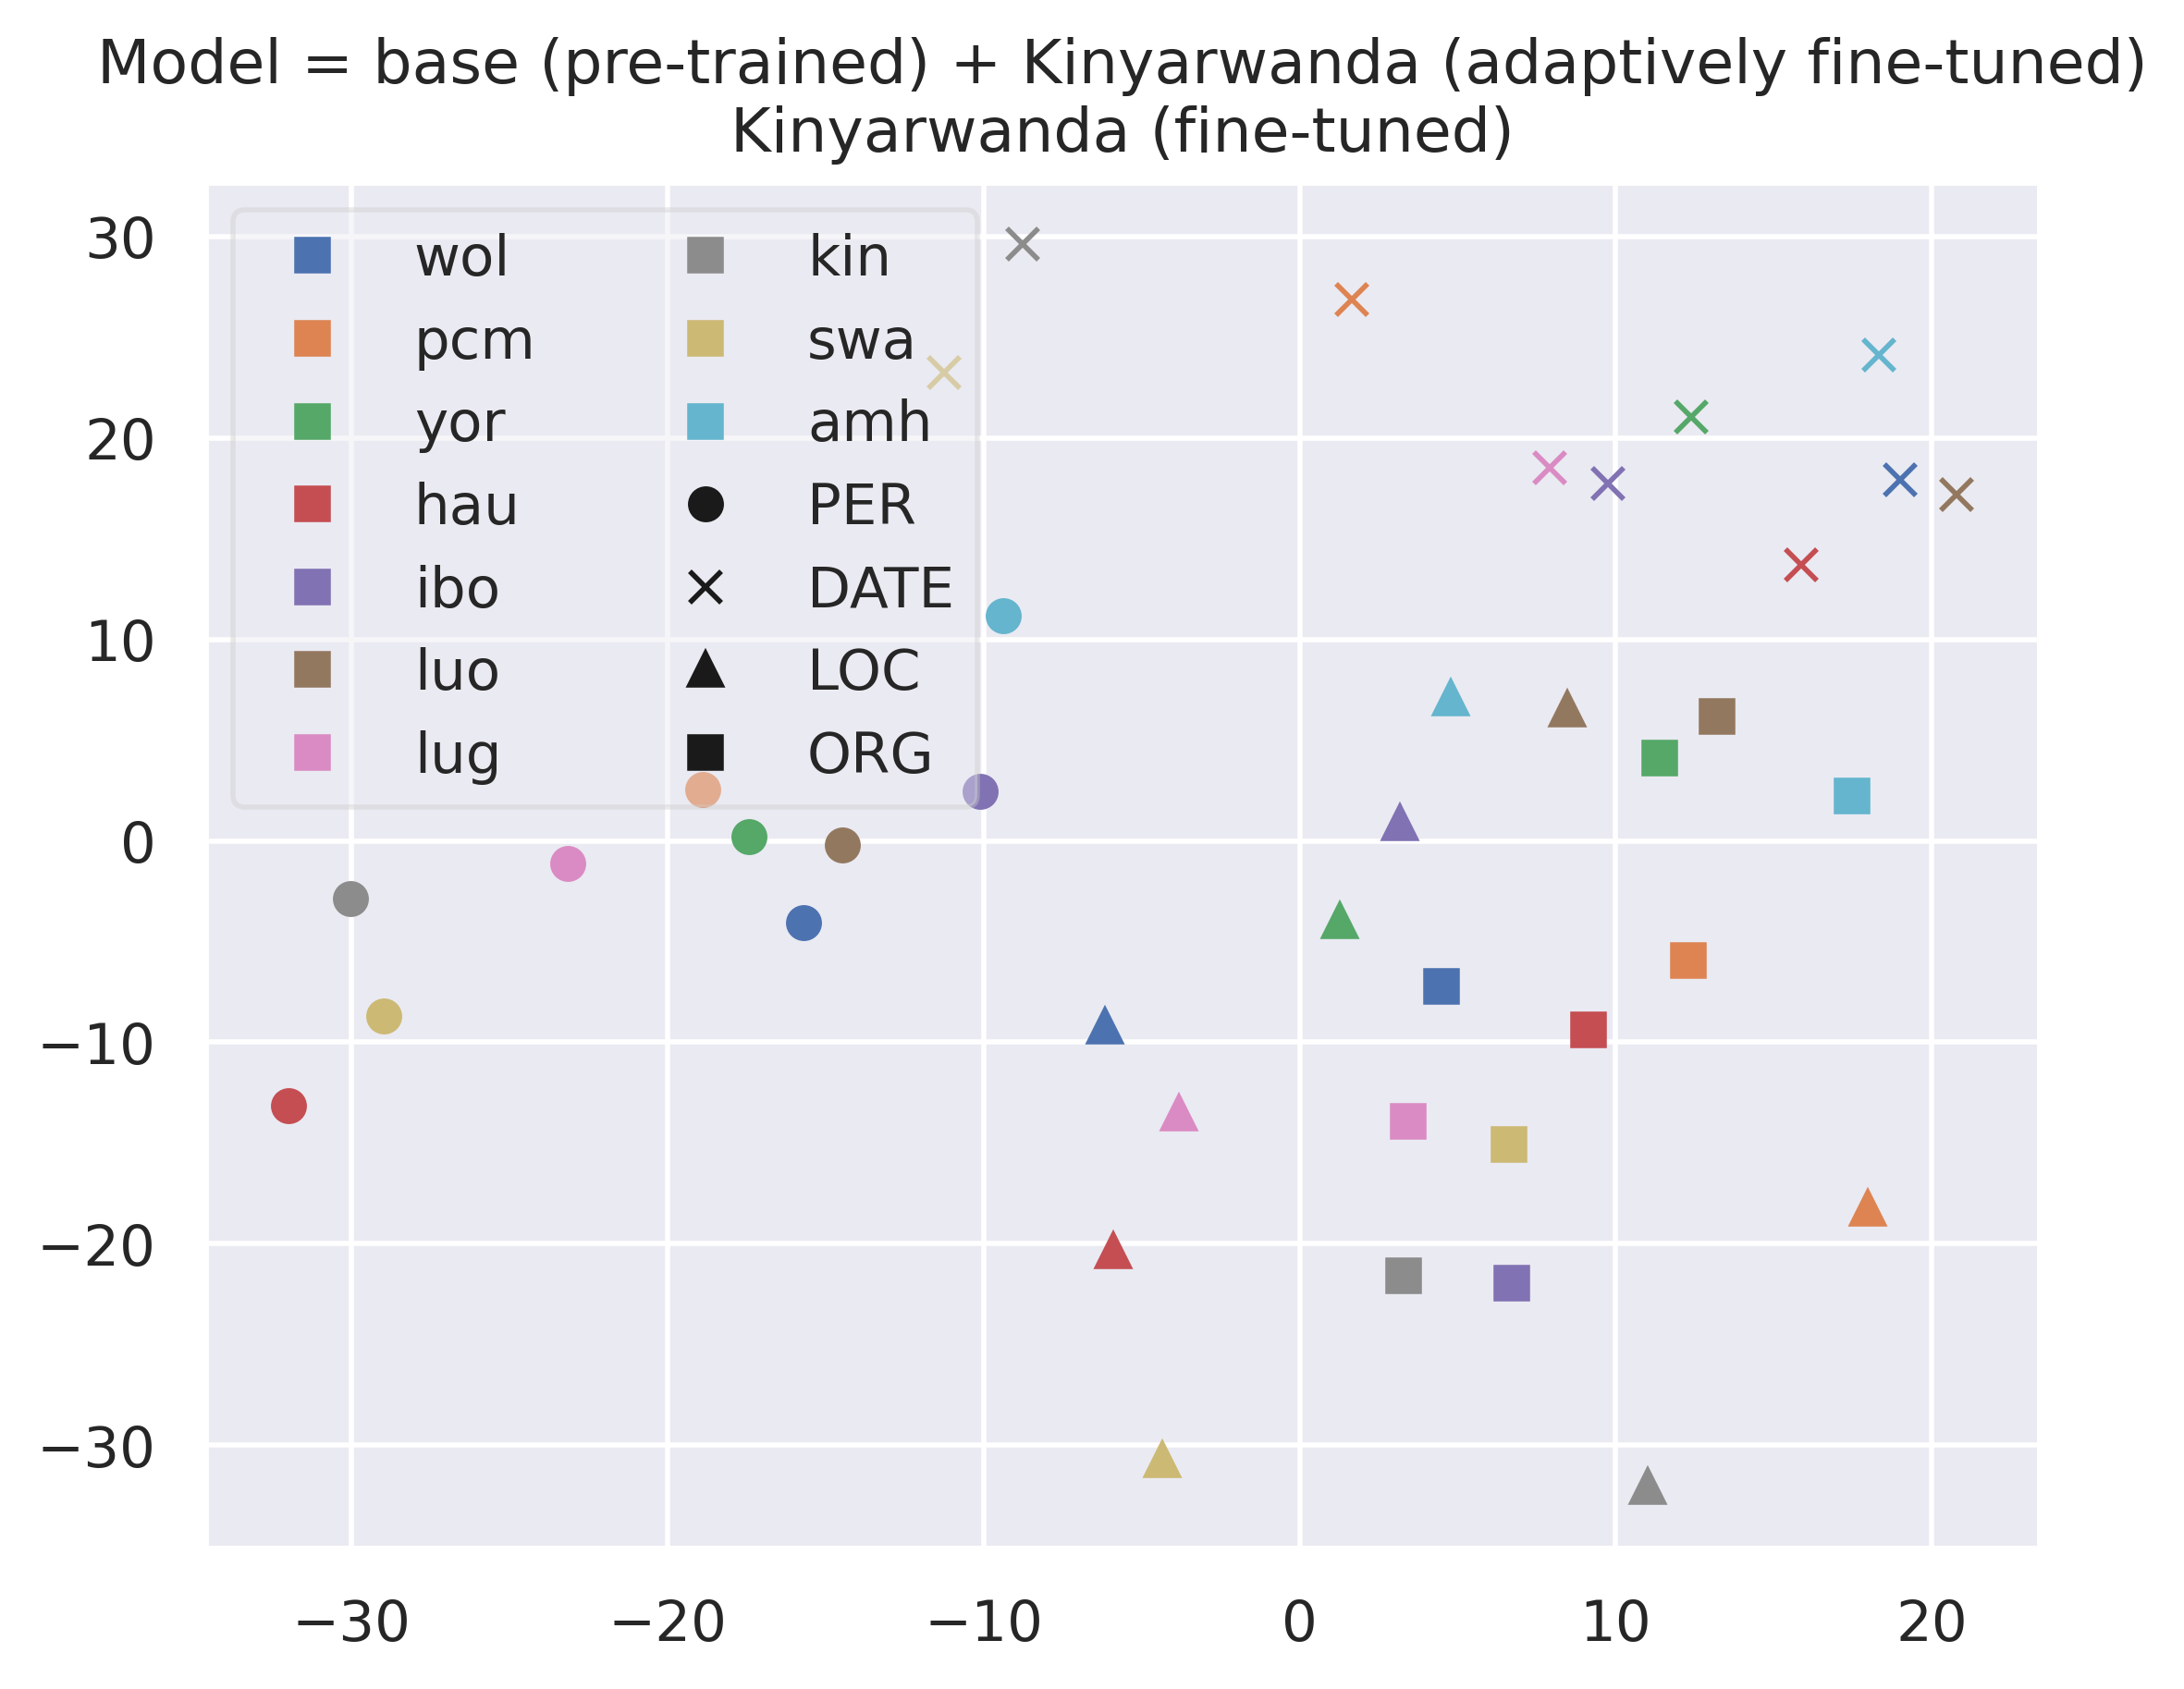 Model = base (pre-trained) + Kinyarwanda (adaptively fine-tuned)
Kinyarwanda (fine-tuned)
30
20
10
0
−10
−20
−30
wol
pcm
yor
hau
ibo
luo
lug
kin
swa
amh
PER
DATE
LOC
ORG
−30
−20
−10
0
10
20